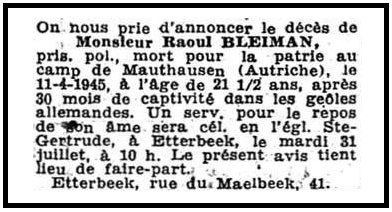 On nous prie d'annoncer le décès de
Monsieur Raoul BLEIMAN,
pris. pol., mort pour la patrie au
camp de Mauthausen (Autriche), le
11-4-1945, à l'âge de 21 1/2 ans, après
30 mois de captivité dans les geôles
allemandes. Un serv. pour le repos
de son âme sera cél. en l'égl. Ste-
Gertrude, à Etterbeek, le mardi 31
juillet, à 10 h. Le présent avis tient
lieu de faire-part.
Etterbeek, rue du Maelbeek, 41.